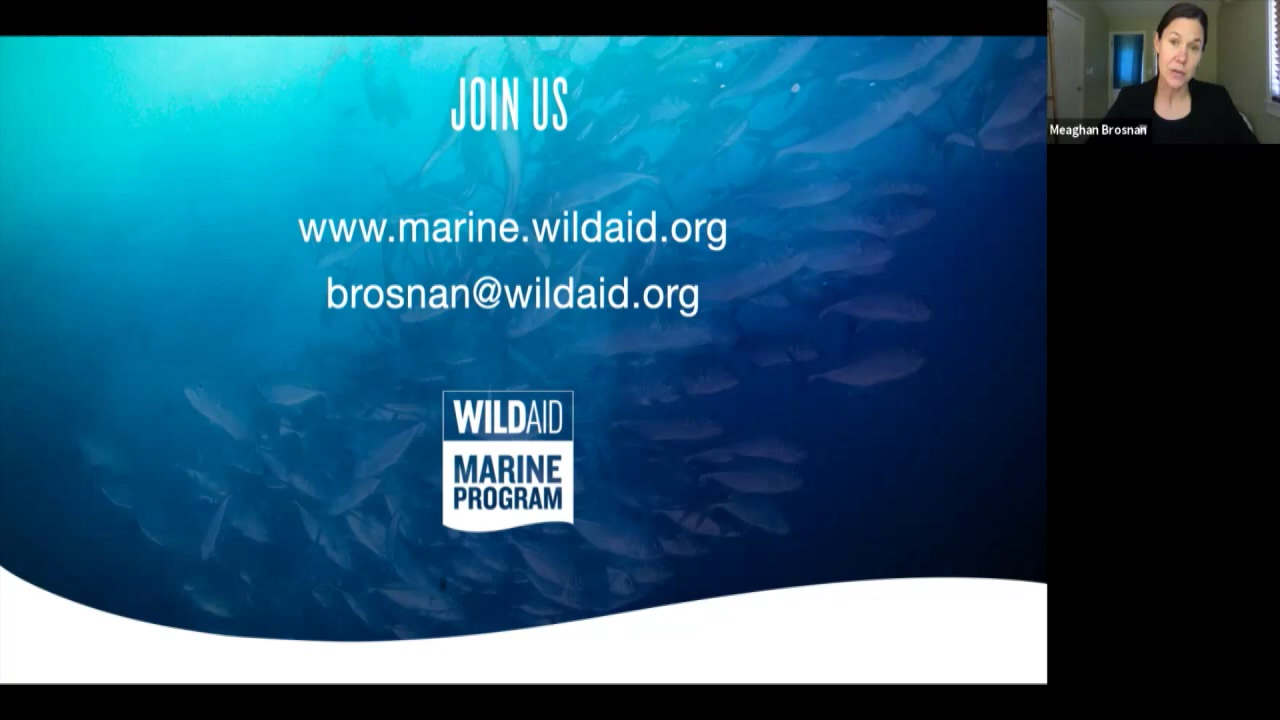 JOIN US
www.marine.wildaid.org
brosnan@wildaid.org
WILDAID
MARINE
PROGRAM
Meaghan Brosnan